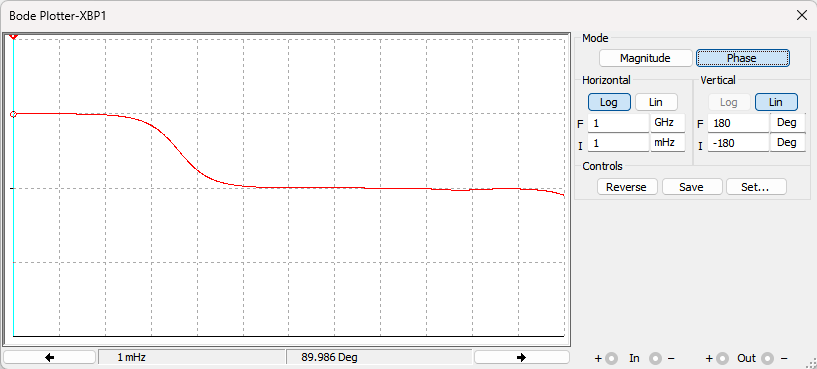 Bode Plotter-XBP1
Mode
Magnitude Phase
Horizontal Vertical
Log Lin Log Lin
F 1 GHz F 180 Deg
I 1 mHz I -180 Deg
Controls
Reverse Save Set...
1 mHz 89.986 Deg
+ In − + Out −